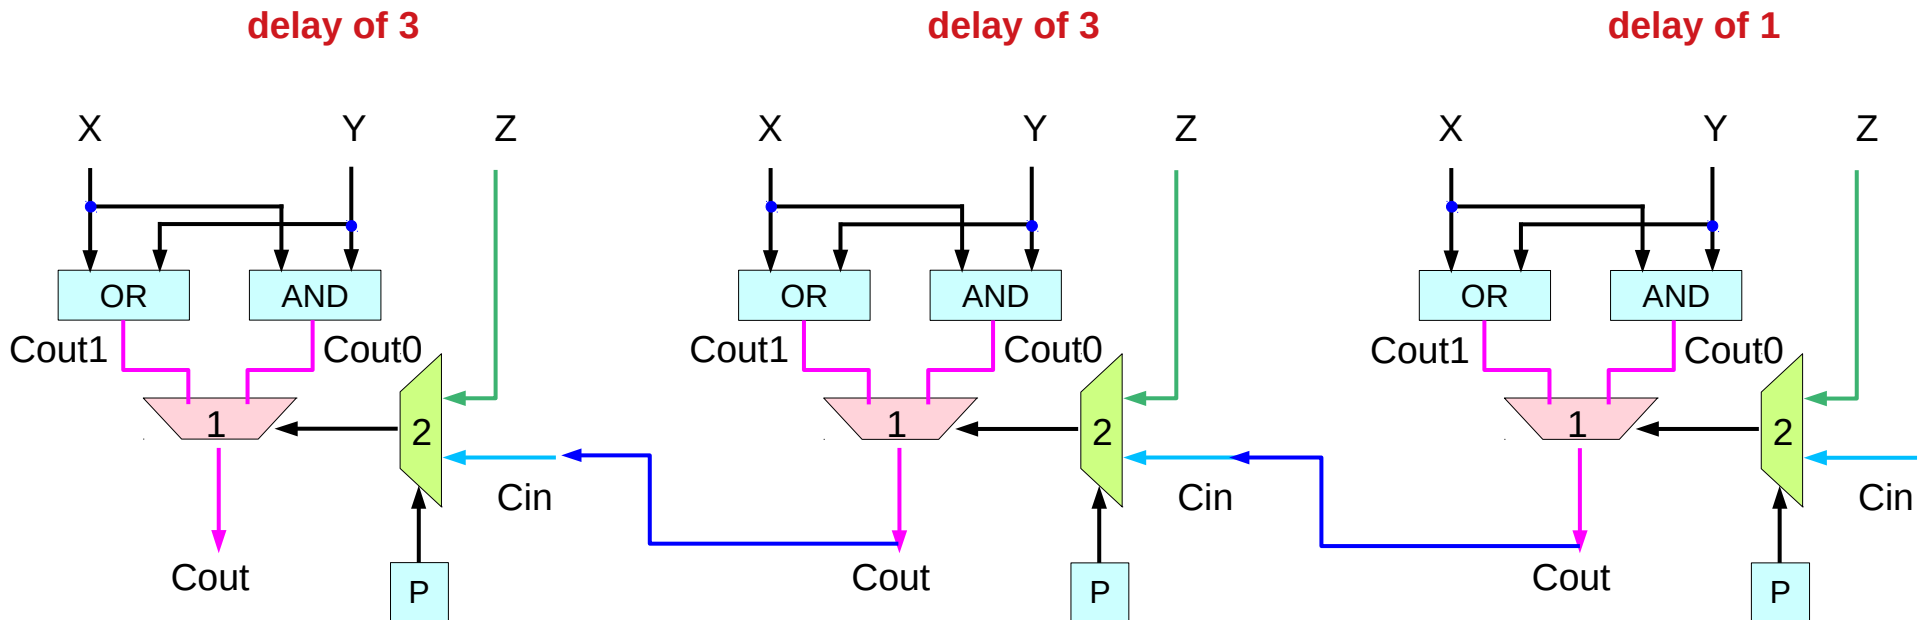 delay of 3 delay of 3 delay of 1
X Y Z X Y Z X Y Z
OR AND OR AND OR AND
Cout1 Cout0 Cout1 Cout0 Cout1 Cout0
1 2 1 2 1 2
Cin Cin Cin
Cout Cout Cout
P P P